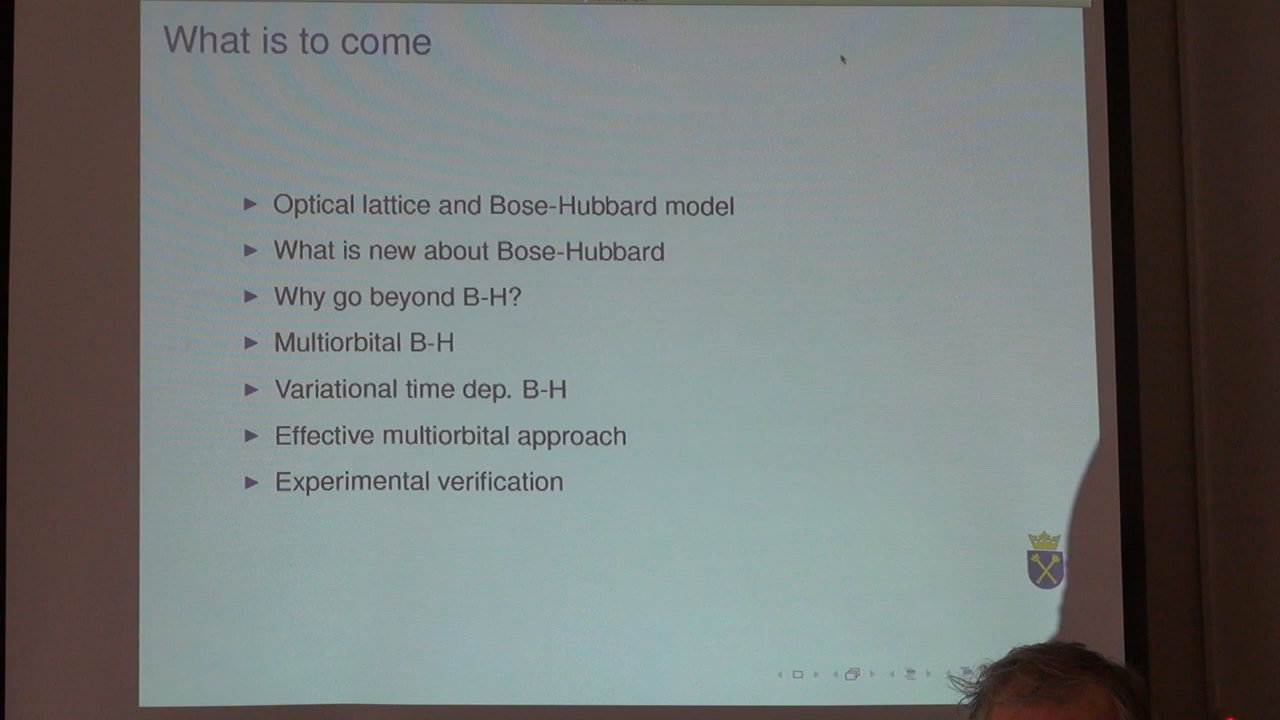 What is to come
Optical lattice and Bose-Hubbard model
What is new about Bose-Hubbard
Why go beyond B-H?
Multiorbital B-H
Variational time dep. B-H
Effective multiorbital approach
Experimental verification